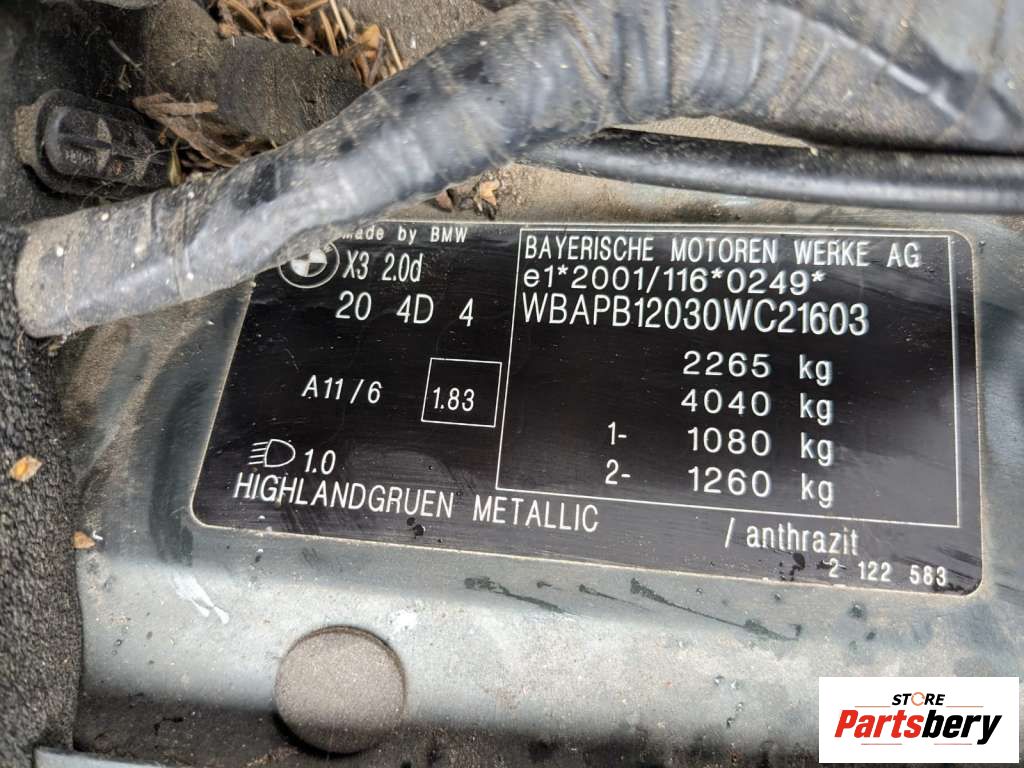 made by BMW
X3 2.0d
20 4D 4
A11/6
1.83
1.0
HIGHLANDGRUEN METALLIC
/ anthrazit
2 122 583
BAYERISCHE MOTOREN WERKE AG
e1*2001/116*0249*
WBAPB12030WC21603
2265 kg
4040 kg
1- 1080 kg
2- 1260 kg
STORE
Partsbery